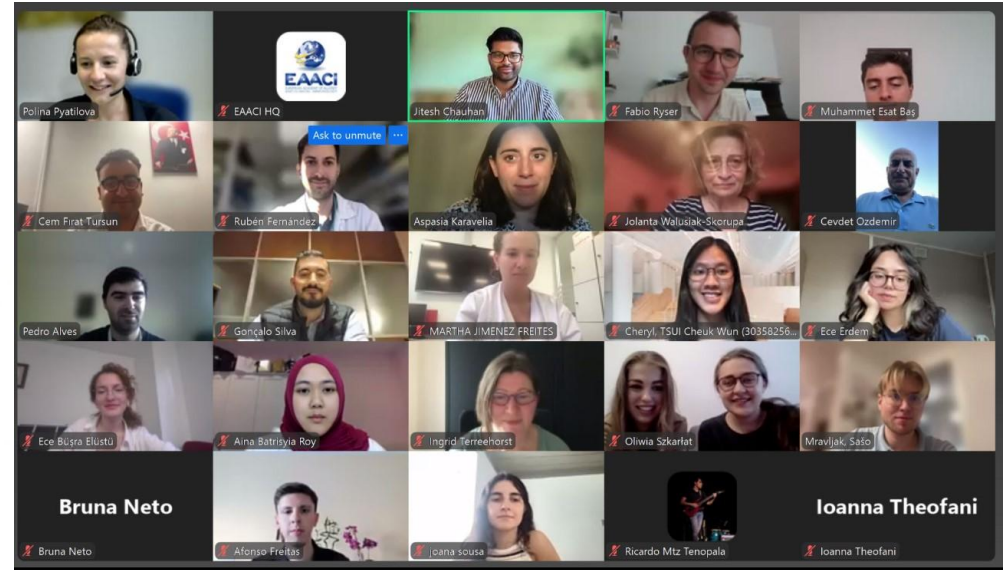 Polina Pyatilova
EAACI
EAACI HQ
Jitesh Chauhan
Fabio Ryser
Muhammet Esat Baş
Cem Fırat Tursun
Ask to unmute ...
Rubén Fernández
Aspasia Karavelia
Jolanta Walusiak-Skorupa
Cevdet Ozdemir
Pedro Alves
Gonçalo Silva
MARTHA JIMENEZ FREITES
Cheryl, TSUI Cheuk Wun (30358256...
Ece Erdem
Ece Büşra Elüstü
Aina Batrisyia Roy
Ingrid Terreehorst
Oliwia Szkarłat
Mravljak, Sašo
Bruna Neto
Bruna Neto
Afonso Freitas
joana sousa
Ricardo Mtz Tenopala
Ioanna Theofani
Ioanna Theofani